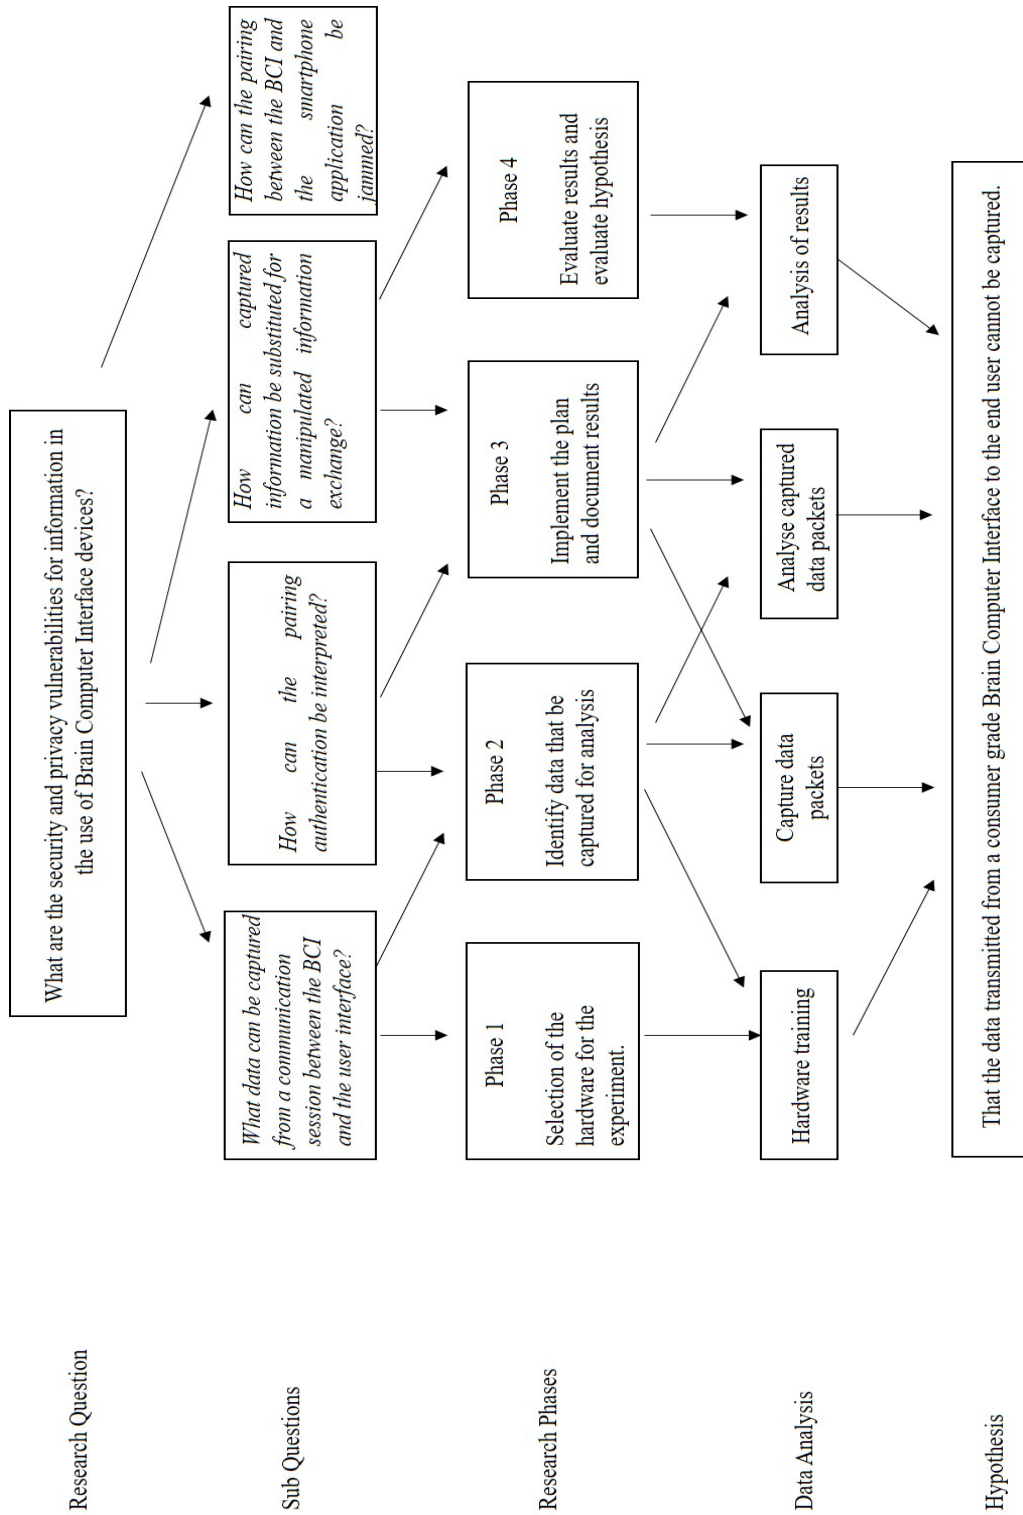 Research Question
What are the security and privacy vulnerabilities for information in
the use of Brain Computer Interface devices?
Sub Questions
What data can be captured
from a communication
session between the BCI
and the user interface?
How can the pairing
authentication be interpreted?
How can captured
information be substituted for
a manipulated information
exchange?
How can the pairing
between the BCI and
the smartphone
application be
jammed?
Research Phases
Phase 1
Selection of the
hardware for the
experiment.
Phase 2
Identify data that be
captured for analysis
Phase 3
Implement the plan
and document results
Phase 4
Evaluate results and
evaluate hypothesis
Data Analysis
Hardware training
Capture data
packets
Analyse captured
data packets
Analysis of results
Hypothesis
That the data transmitted from a consumer grade Brain Computer Interface to the end user cannot be captured.